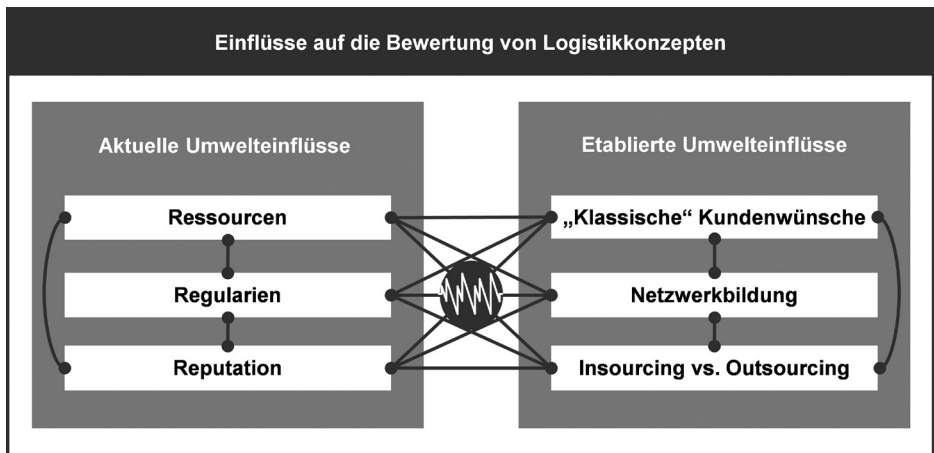 Einflüsse auf die Bewertung von Logistikkonzepten
Aktuelle Umwelteinflüsse
Ressourcen
Regularien
Reputation
Etablierte Umwelteinflüsse
„Klassische“ Kundenwünsche
Netzwerkbildung
Insourcing vs. Outsourcing